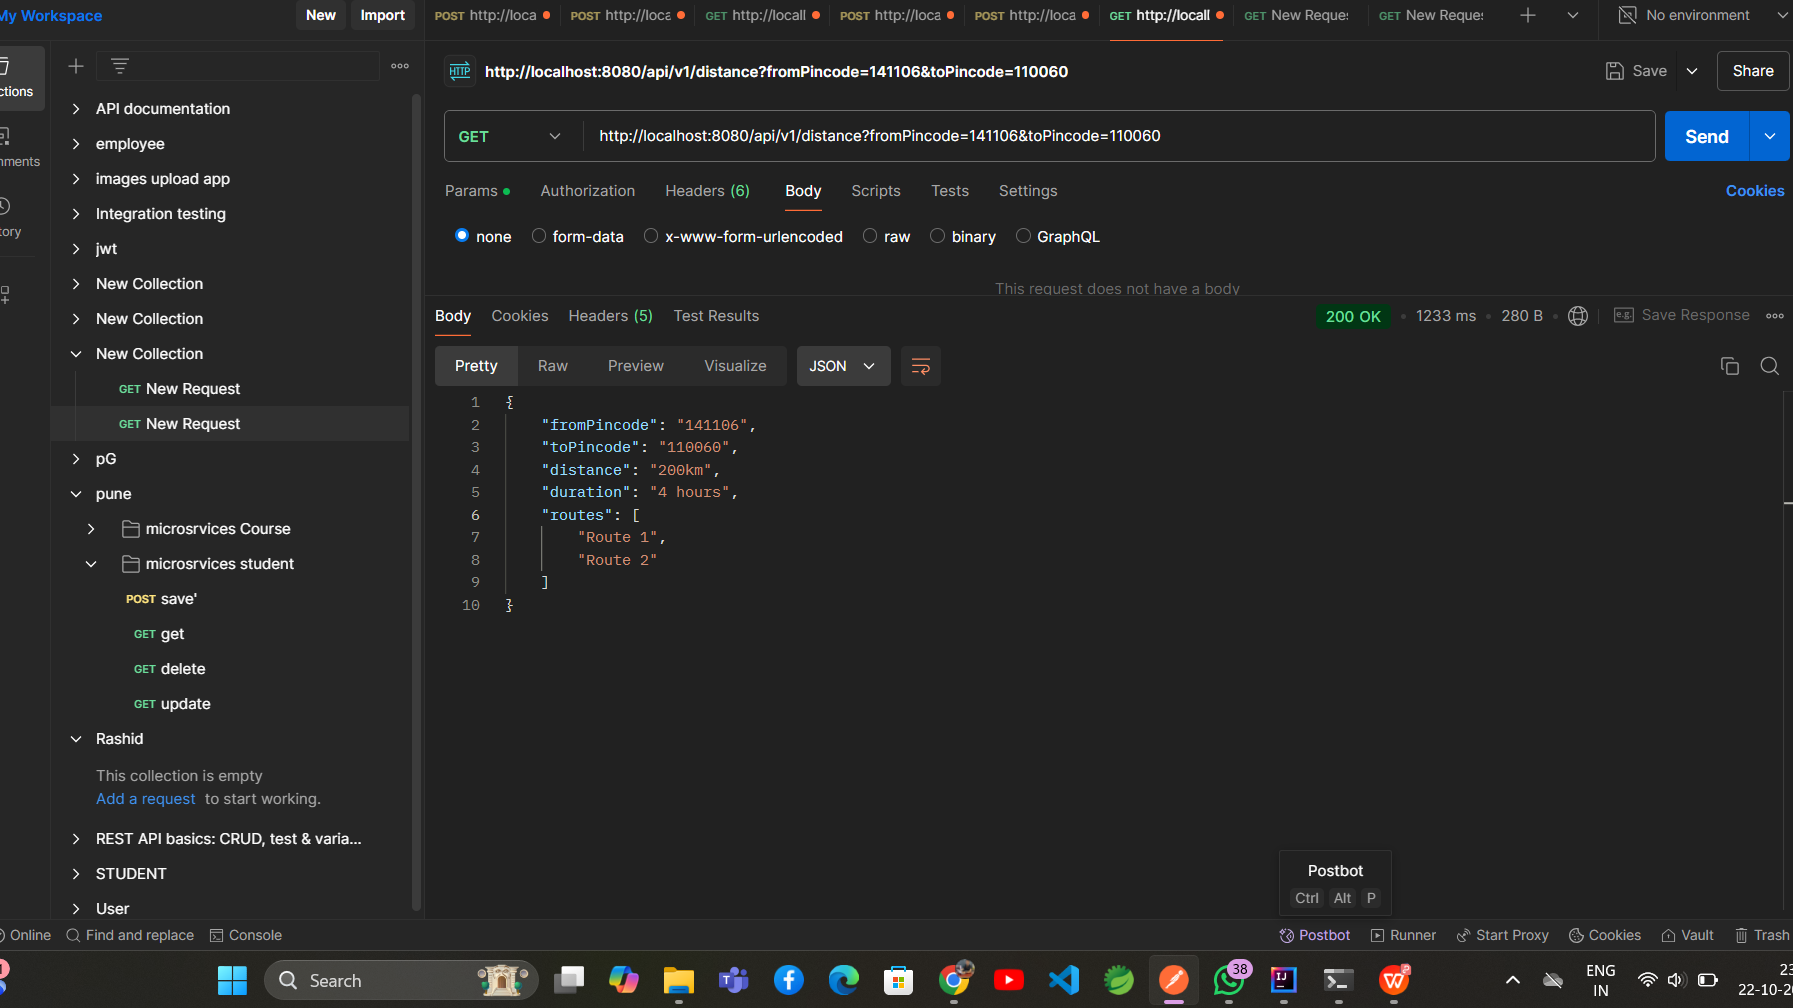 My Workspace
New Import
POST http://loca
POST http://loca
GET http://locall
POST http://loca
POST http://loca
GET http://locall
GET New Reque
GET New Reque
No environment
ctions
nments
tory
API documentation
employee
images upload app
Integration testing
jwt
New Collection
New Collection
New Collection
GET New Request
GET New Request
pG
pune
microsrvices Course
microsrvices student
POST save'
GET get
GET delete
GET update
Rashid
This collection is empty
Add a request to start working.
REST API basics: CRUD, test & varia...
STUDENT
User
HTTP http://localhost:8080/api/v1/distance?fromPincode=141106&toPincode=110060
Save
Share
GET http://localhost:8080/api/v1/distance?fromPincode=141106&toPincode=110060
Send
Params Authorization Headers (6) Body Scripts Tests Settings
Cookies
none form-data x-www-form-urlencoded raw binary GraphQL
This request does not have a body
Body Cookies Headers (5) Test Results
200 OK 1233 ms 280 B e.g. Save Response
Pretty Raw Preview Visualize JSON
1 {
2 "fromPincode": "141106",
3 "toPincode": "110060",
4 "distance": "200km",
5 "duration": "4 hours",
6 "routes": [
7 "Route 1",
8 "Route 2"
9 ]
10 }
Postbot
Ctrl Alt P
Online Find and replace Console
Postbot Runner Start Proxy Cookies Vault Trash
Search
38
ENG
IN
23
22-10-20